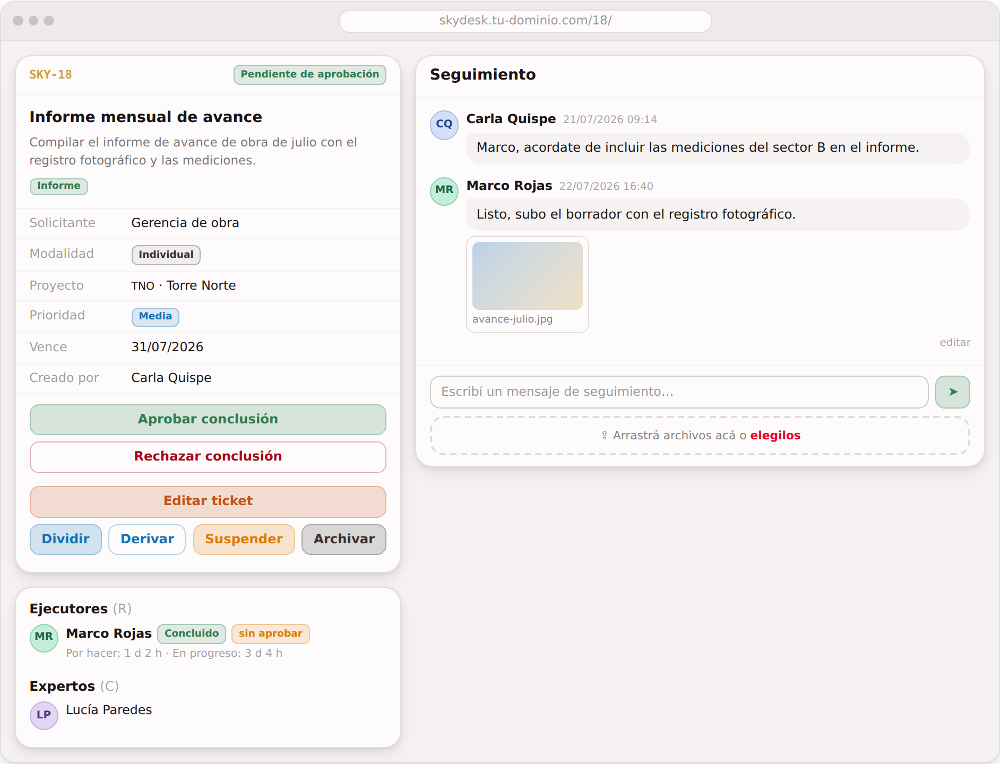 skydesk.tu-dominio.com/18/
SKY-18
Pendiente de aprobación
Informe mensual de avance
Compilar el informe de avance de obra de julio con el
registro fotográfico y las mediciones.
Informe
Solicitante Gerencia de obra
Modalidad Individual
Proyecto TNO · Torre Norte
Prioridad Media
Vence 31/07/2026
Creado por Carla Quispe
Aprobar conclusión
Rechazar conclusión
Editar ticket
Dividir Derivar Suspender Archivar
Ejecutores (R)
MR Marco Rojas Concluido sin aprobar
Por hacer: 1 d 2 h · En progreso: 3 d 4 h
Expertos (C)
LP Lucía Paredes
Seguimiento
CQ Carla Quispe 21/07/2026 09:14
Marco, acordate de incluir las mediciones del sector B en el informe.
MR Marco Rojas 22/07/2026 16:40
Listo, subo el borrador con el registro fotográfico.
avance-julio.jpg
editar
Escribí un mensaje de seguimiento...
➤
⇪ Arrastrá archivos acá o elegilos